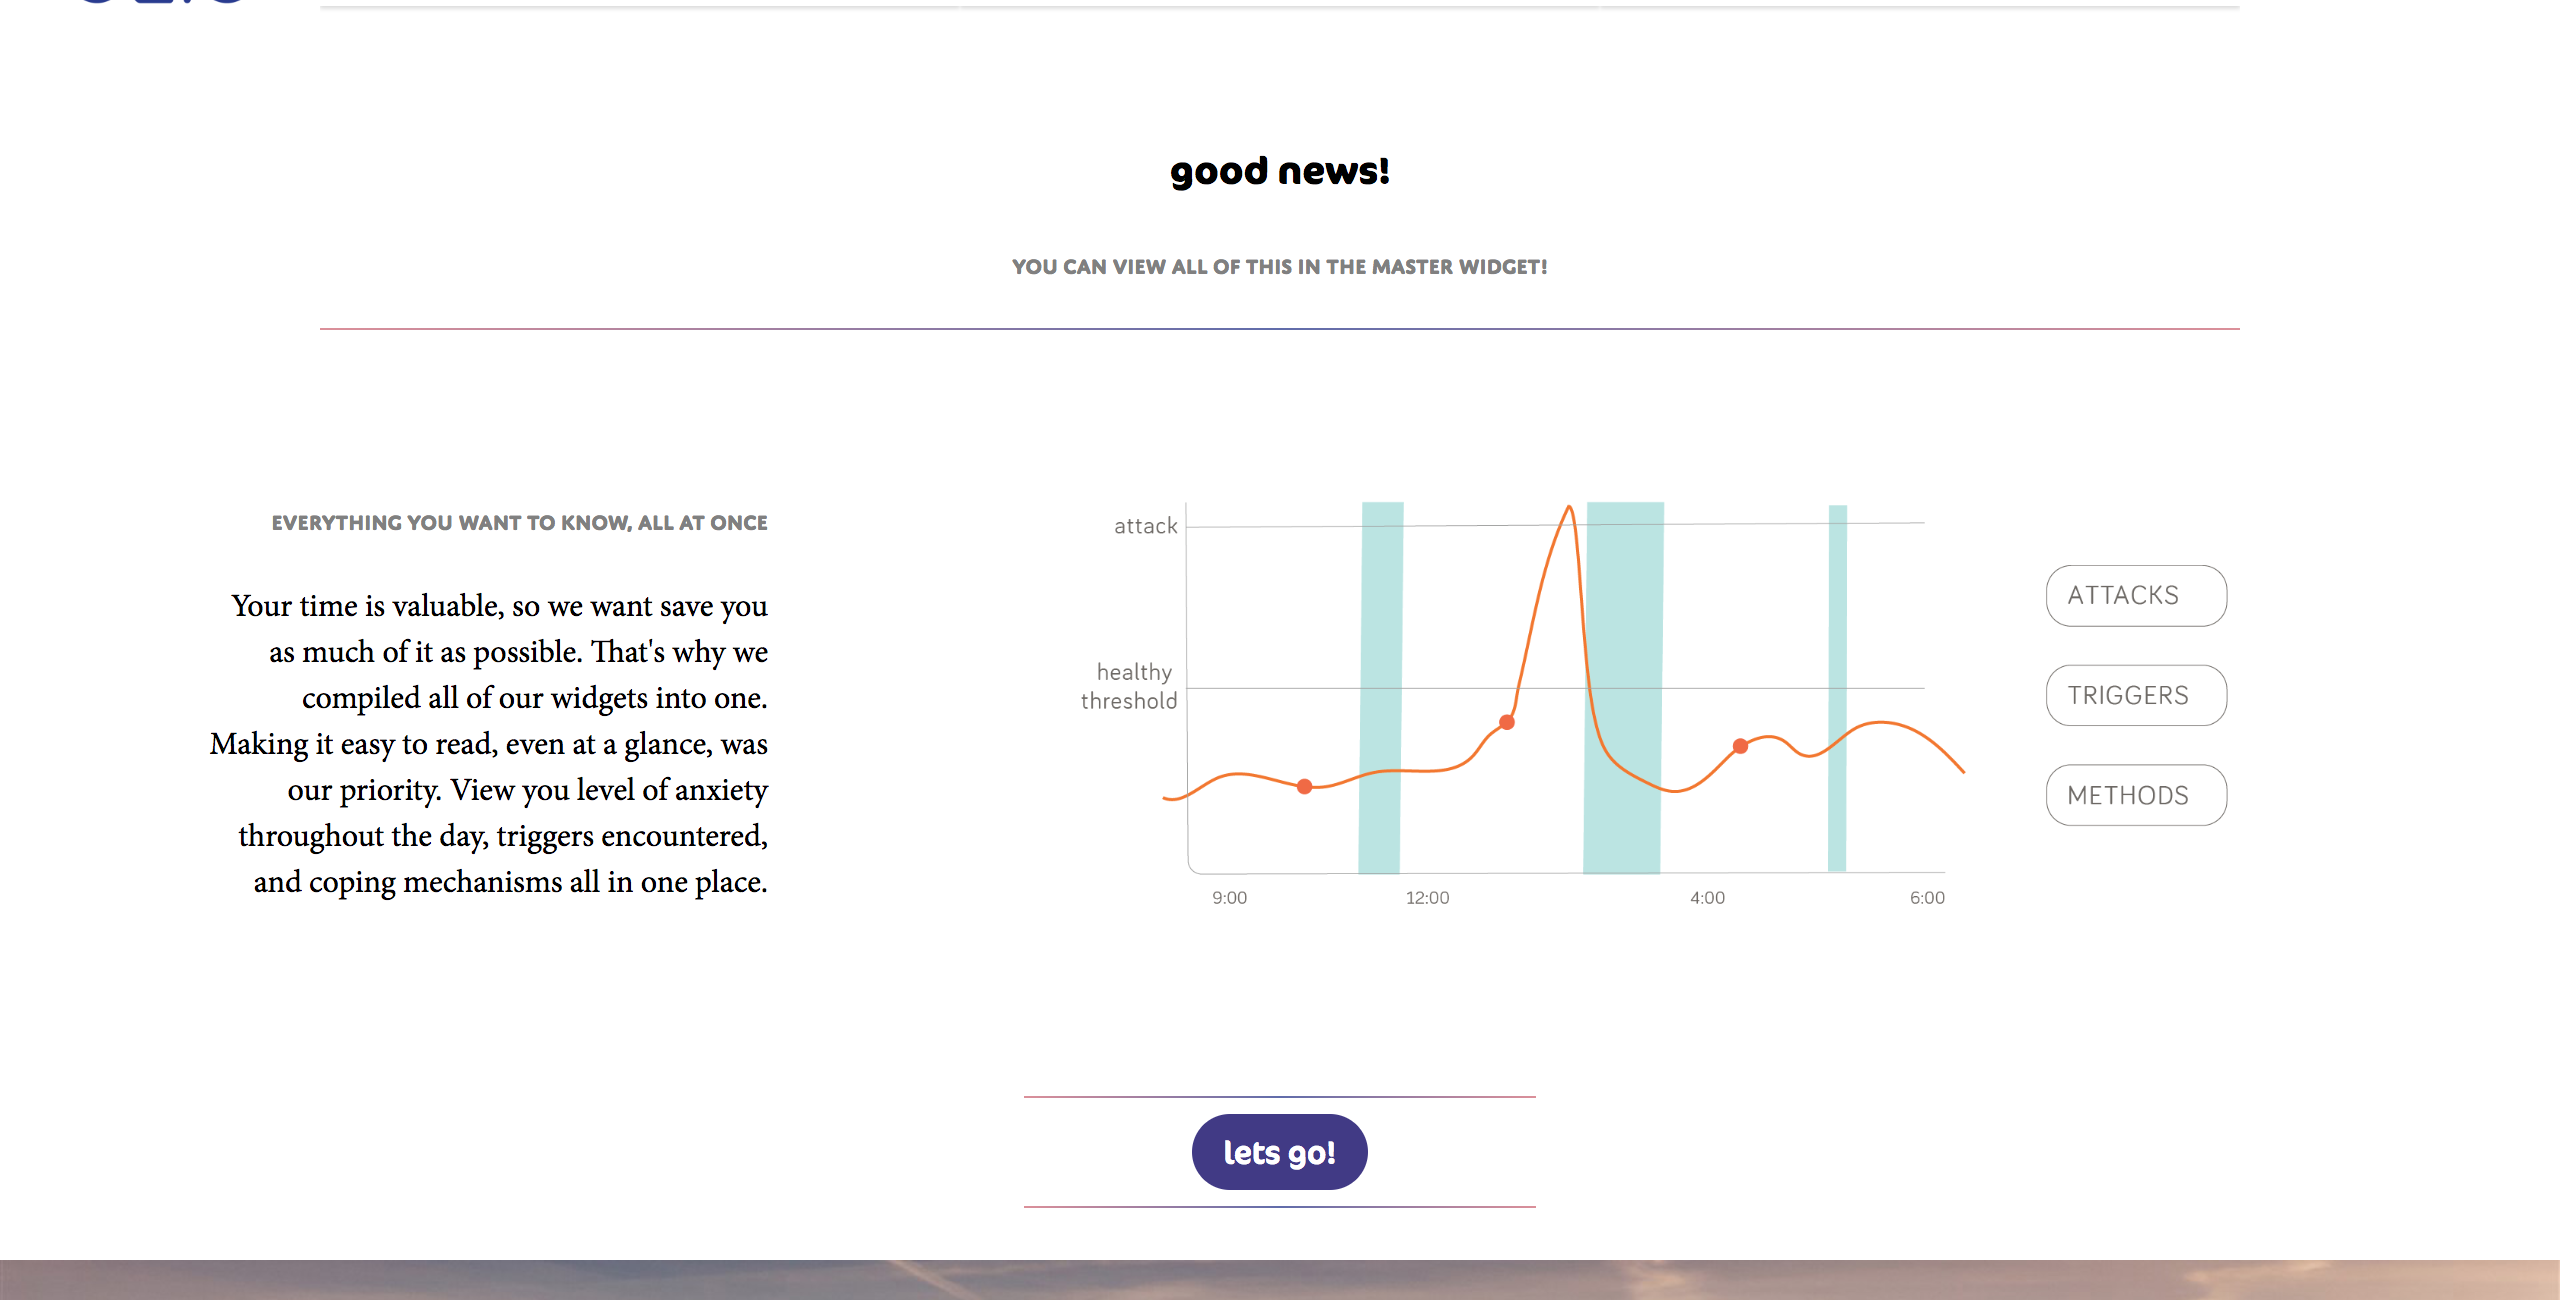 good news!
YOU CAN VIEW ALL OF THIS IN THE MASTER WIDGET!
EVERYTHING YOU WANT TO KNOW, ALL AT ONCE
Your time is valuable, so we want save you
as much of it as possible. That's why we
compiled all of our widgets into one.
Making it easy to read, even at a glance, was
our priority. View you level of anxiety
throughout the day, triggers encountered,
and coping mechanisms all in one place.
attack
healthy
threshold
9:00 12:00 4:00 6:00
ATTACKS
TRIGGERS
METHODS
lets go!